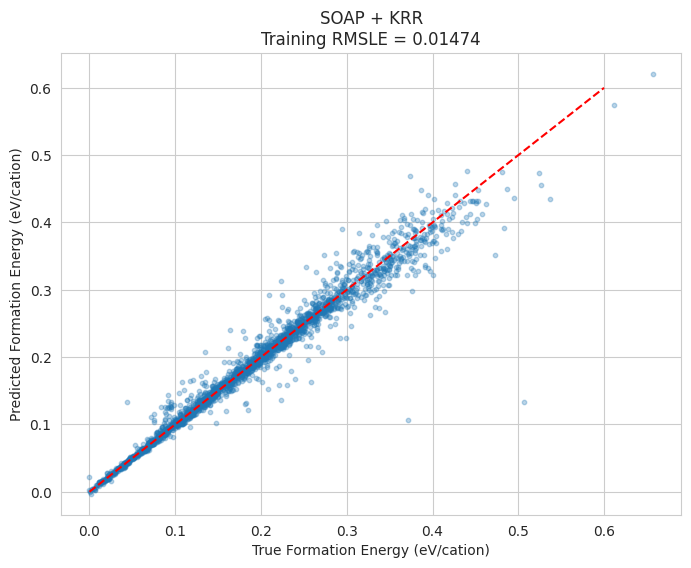 SOAP + KRR
Training RMSLE = 0.01474
Predicted Formation Energy (eV/cation)
0.6
0.5
0.4
0.3
0.2
0.1
0.0
0.0 0.1 0.2 0.3 0.4 0.5 0.6
True Formation Energy (eV/cation)